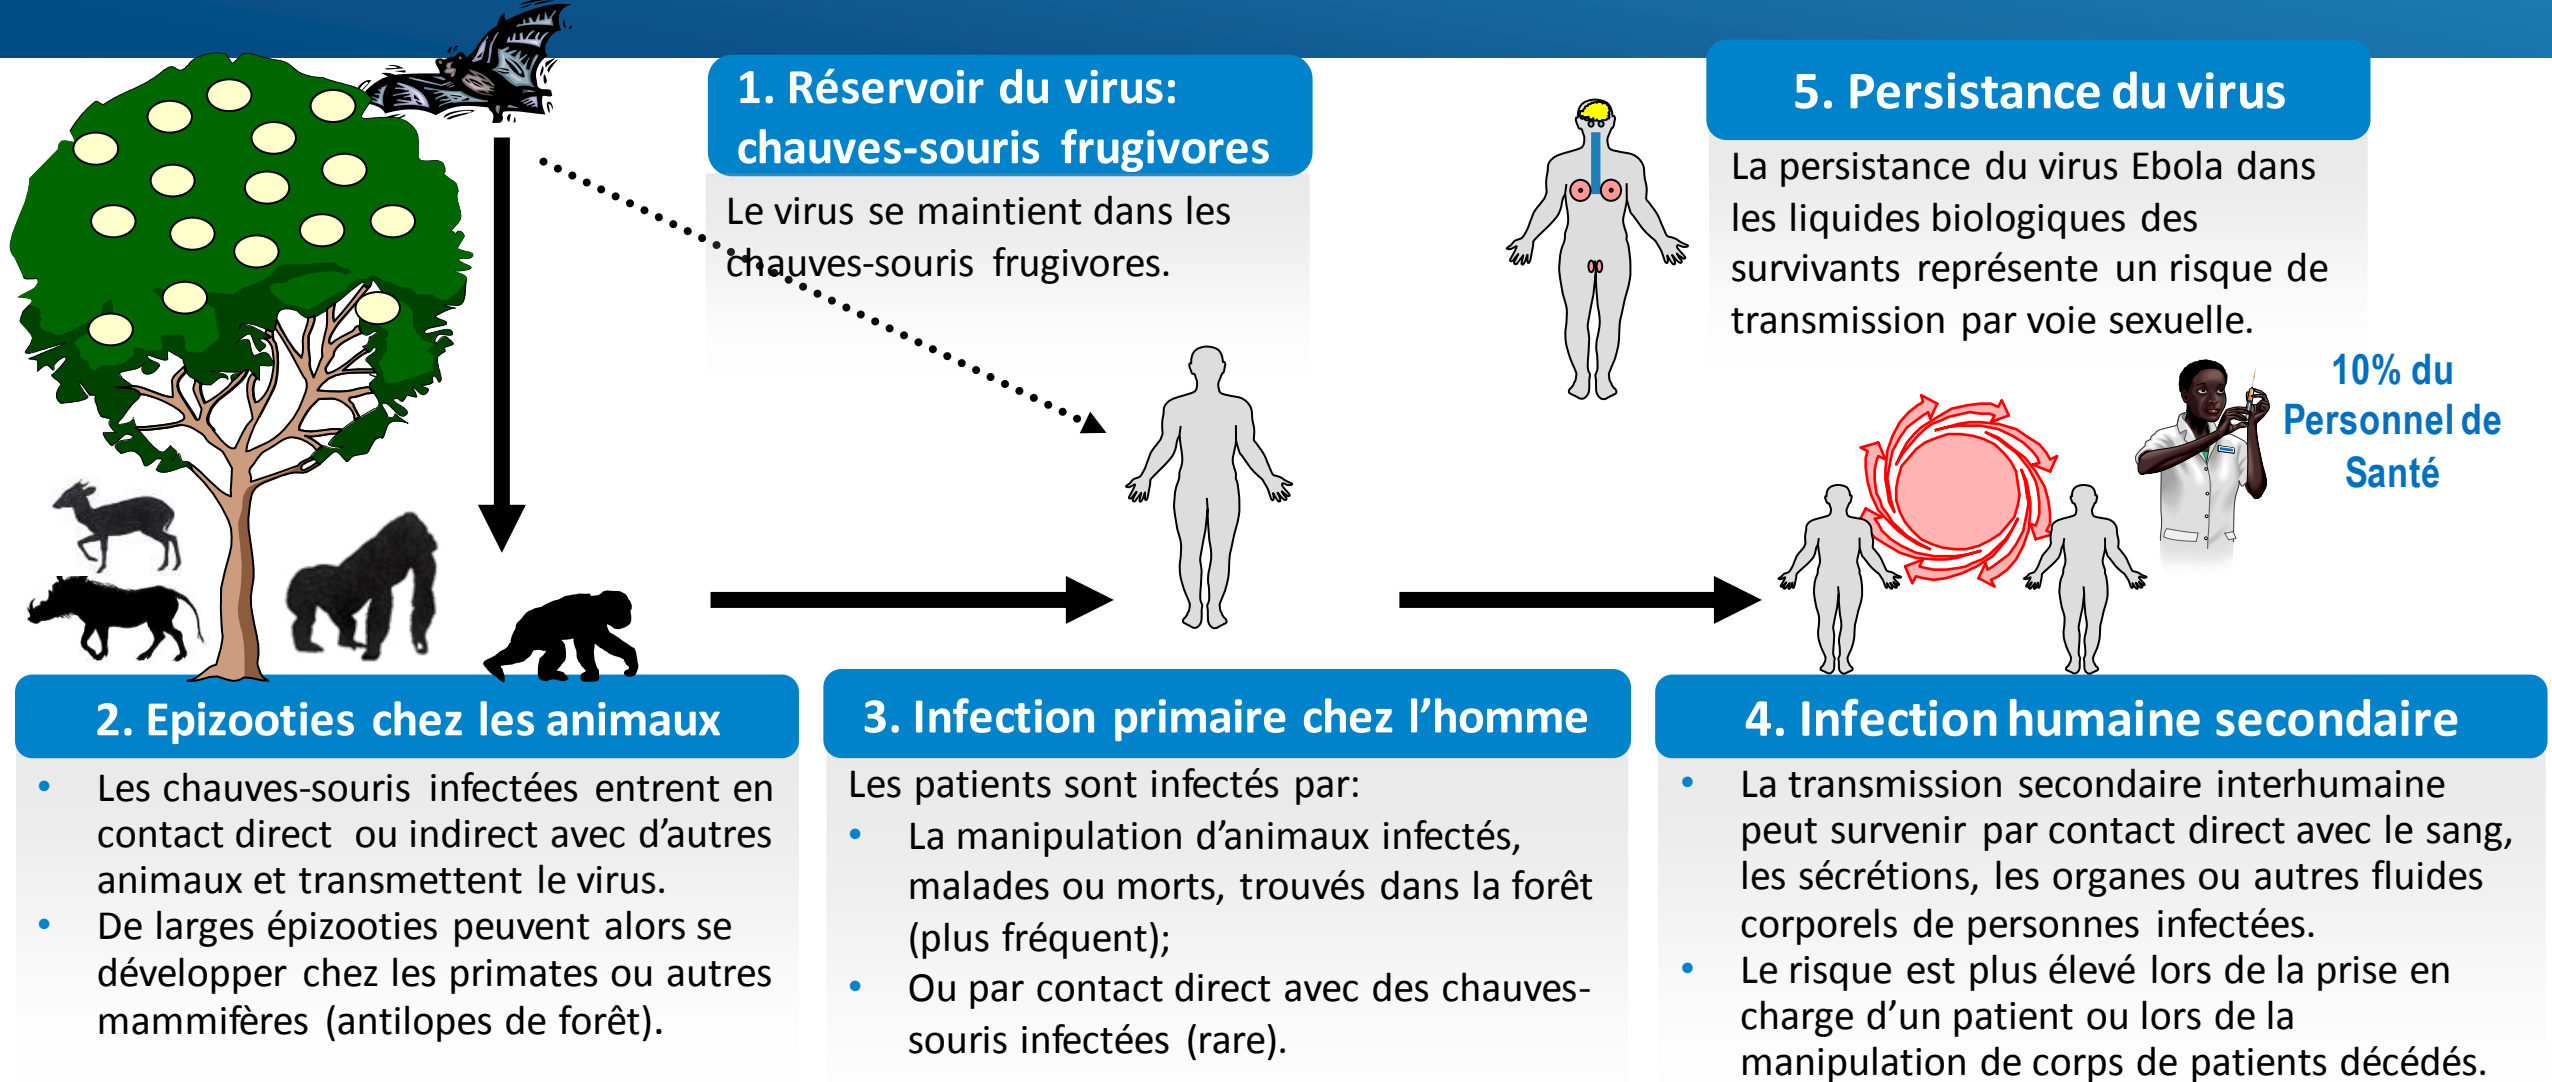 1. Réservoir du virus:
chauves-souris frugivores
Le virus se maintient dans les
chauves-souris frugivores.
2. Epizooties chez les animaux
• Les chauves-souris infectées entrent en
contact direct ou indirect avec d’autres
animaux et transmettent le virus.
• De larges épizooties peuvent alors se
développer chez les primates ou autres
mammifères (antilopes de forêt).
3. Infection primaire chez l’homme
Les patients sont infectés par:
• La manipulation d’animaux infectés,
malades ou morts, trouvés dans la forêt
(plus fréquent);
• Ou par contact direct avec des chauves-
souris infectées (rare).
4. Infection humaine secondaire
• La transmission secondaire interhumaine
peut survenir par contact direct avec le sang,
les sécrétions, les organes ou autres fluides
corporels de personnes infectées.
• Le risque est plus élevé lors de la prise en
charge d’un patient ou lors de la
manipulation de corps de patients décédés.
5. Persistance du virus
La persistance du virus Ebola dans
les liquides biologiques des
survivants représente un risque de
transmission par voie sexuelle.
10% du
Personnel de
Santé